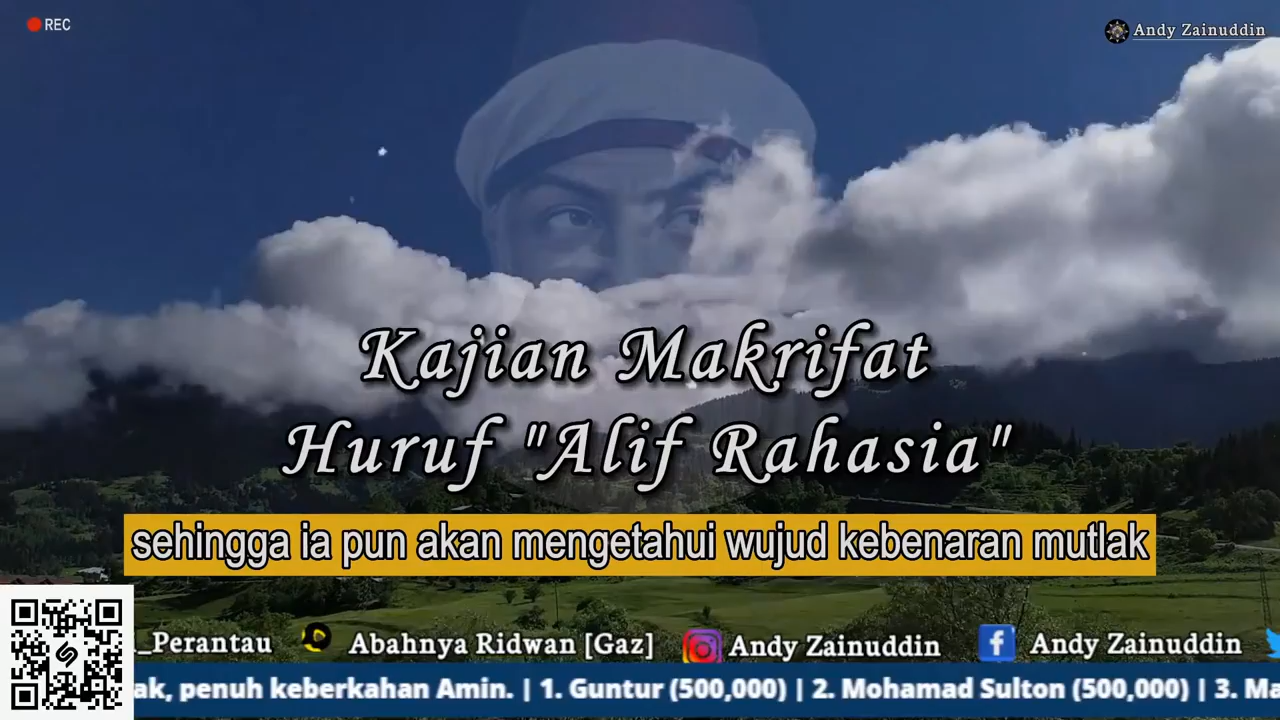 REC
Andy Zainuddin
Kajian Makrifat
Huruf "Alif Rahasia"
sehingga ia pun akan mengetahui wujud kebenaran mutlak
_Perantau Abahnya Ridwan [Gaz] Andy Zainuddin Andy Zainuddin
ak, penuh keberkahan Amin. | 1. Guntur (500,000) | 2. Mohamad Sulton (500,000) | 3. Ma